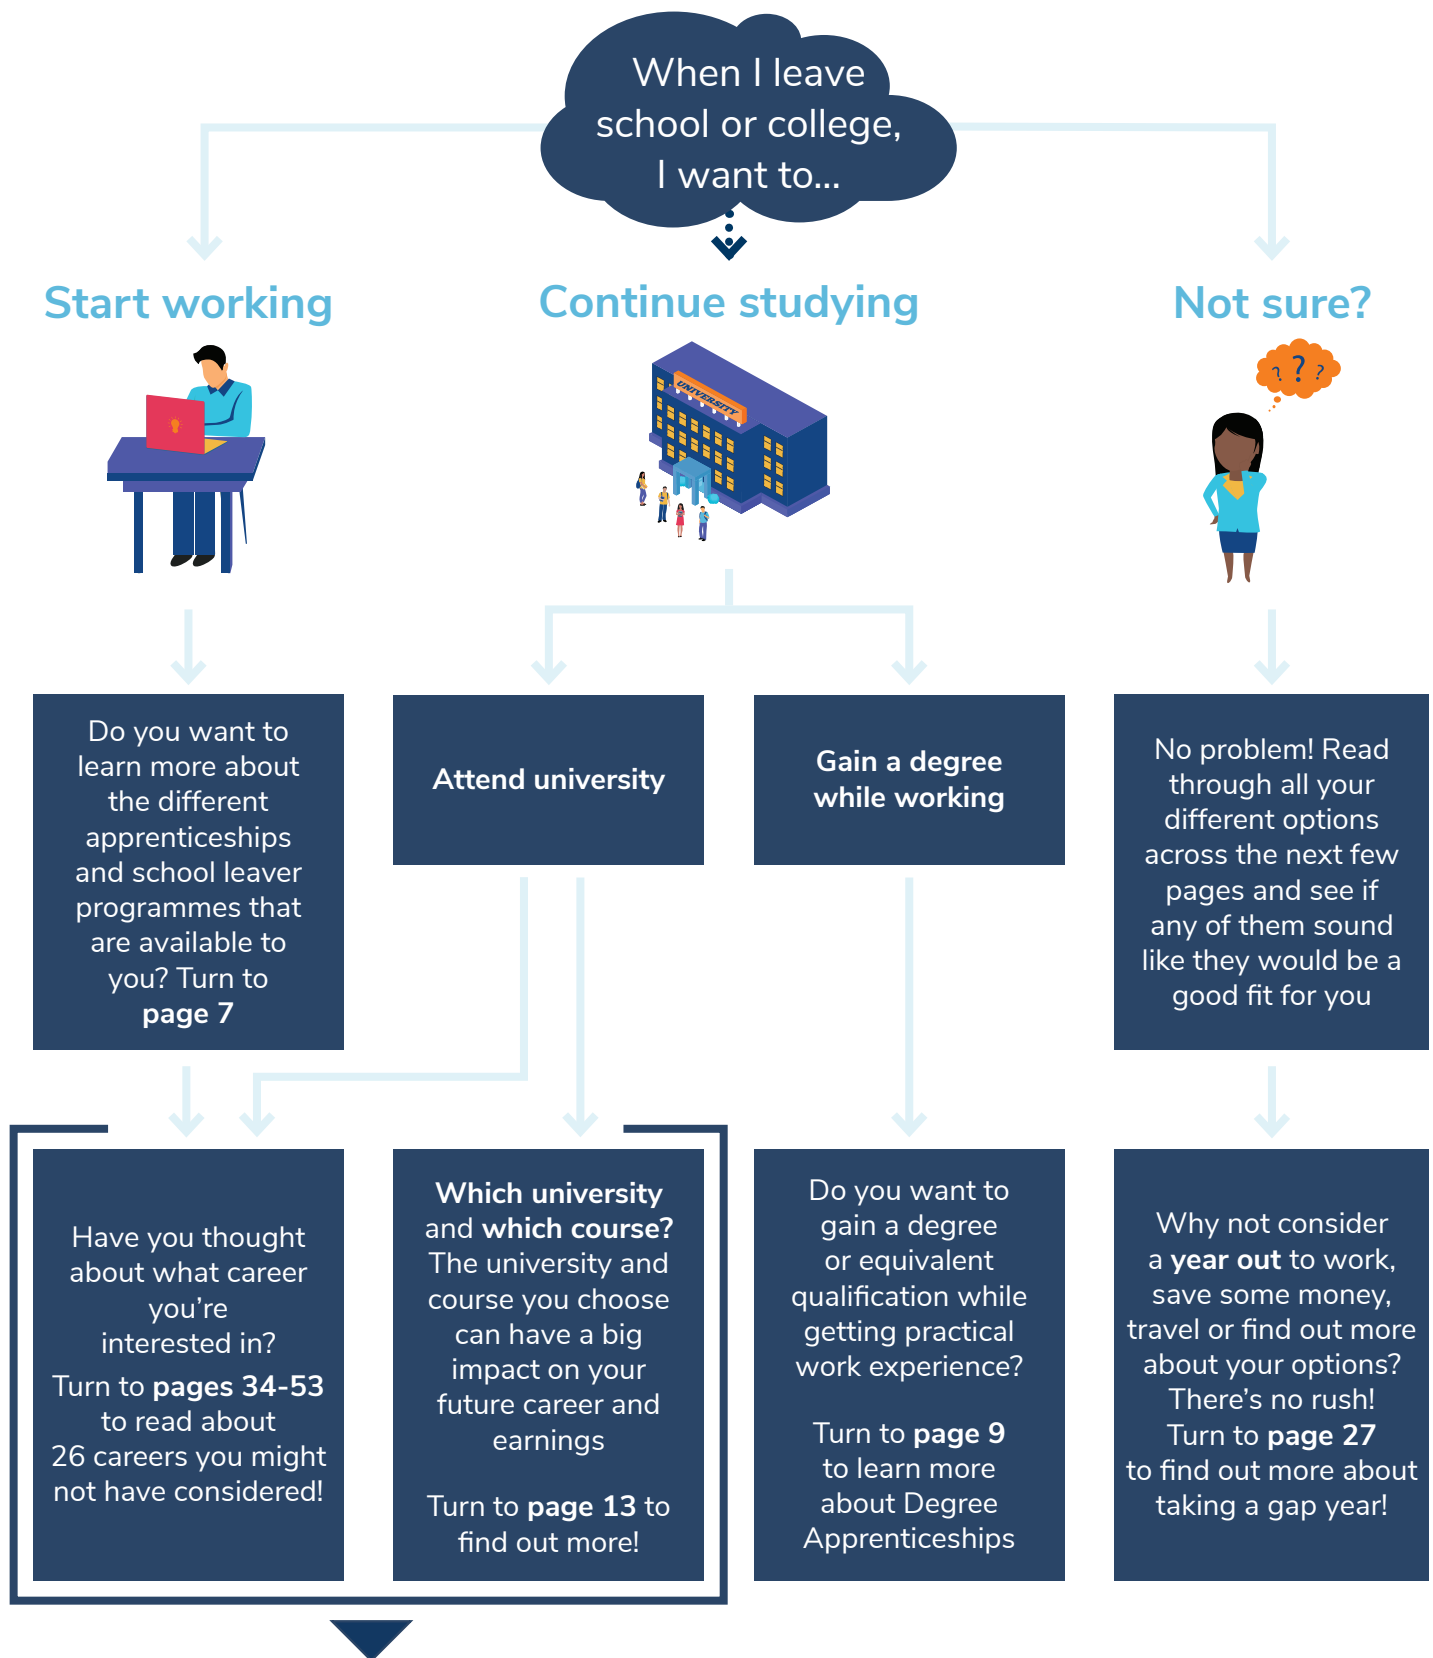 When I leave
school or college,
I want to...
Start working
Continue studying
Not sure?
UNIVERSITY
? ? ?
Do you want to
learn more about
the different
apprenticeships
and school leaver
programmes that
are available to
you? Turn to
page 7
Attend university
Gain a degree
while working
No problem! Read
through all your
different options
across the next few
pages and see if
any of them sound
like they would be a
good fit for you
Have you thought
about what career
you're
interested in?
Turn to pages 34-53
to read about
26 careers you might
not have considered!
Which university
and which course?
The university and
course you choose
can have a big
impact on your
future career and
earnings
Turn to page 13 to
find out more!
Do you want to
gain a degree
or equivalent
qualification while
getting practical
work experience?
Turn to page 9
to learn more
about Degree
Apprenticeships
Why not consider
a year out to work,
save some money,
travel or find out more
about your options?
There's no rush!
Turn to page 27
to find out more about
taking a gap year!